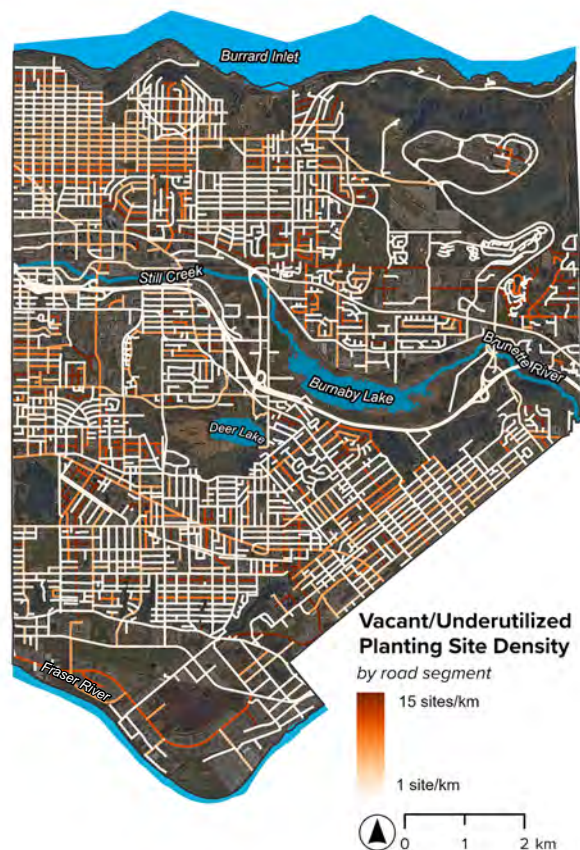 Burrard Inlet
Still Creek
Brunette River
Burnaby Lake
Deer Lake
Fraser River
Vacant/Underutilized
Planting Site Density
by road segment
15 sites/km
1 site/km
0 1 2 km